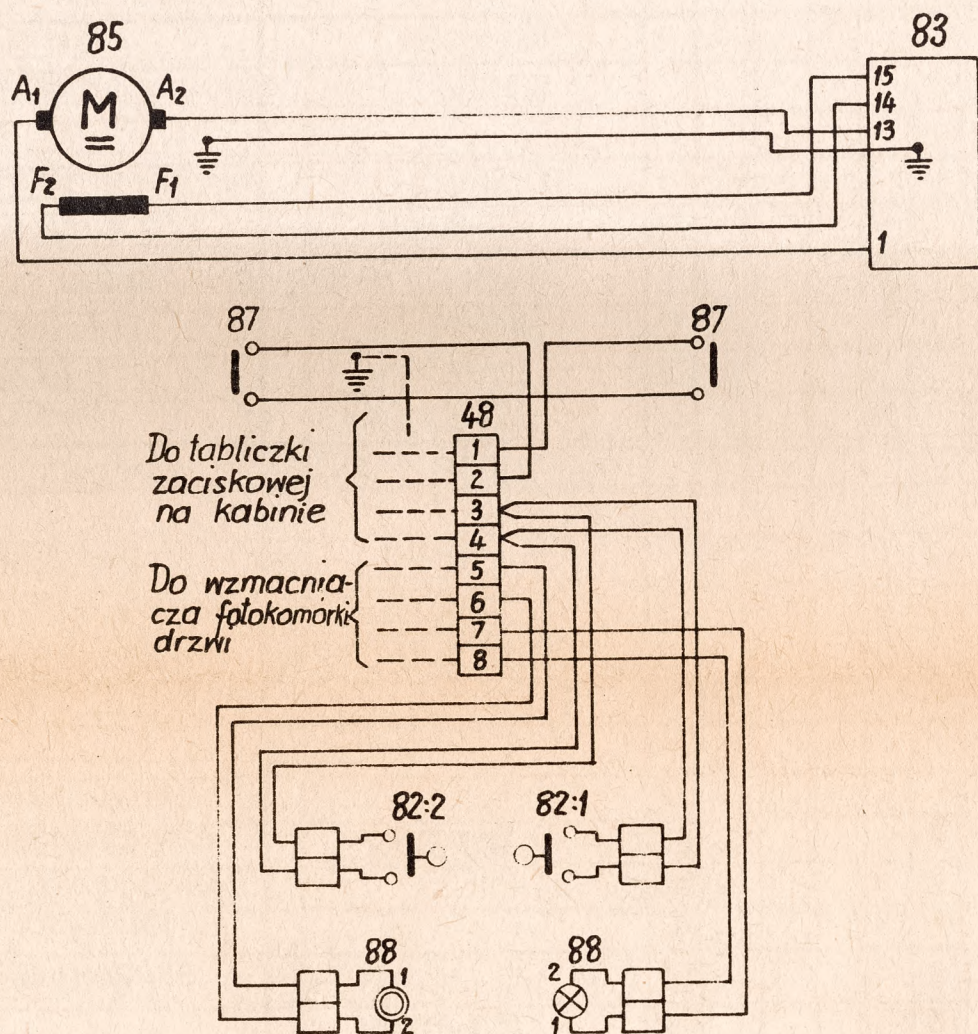 85
83
A1
A2
M
F2
F1
15
14
13
1
87
87
48
Do tabliczki
zaciskowej
na kabinie
1
2
3
4
Do wzmacnia-
cza fotokomórki
drzwi
5
6
7
8
82:2
82:1
88
1
2
88
2
1